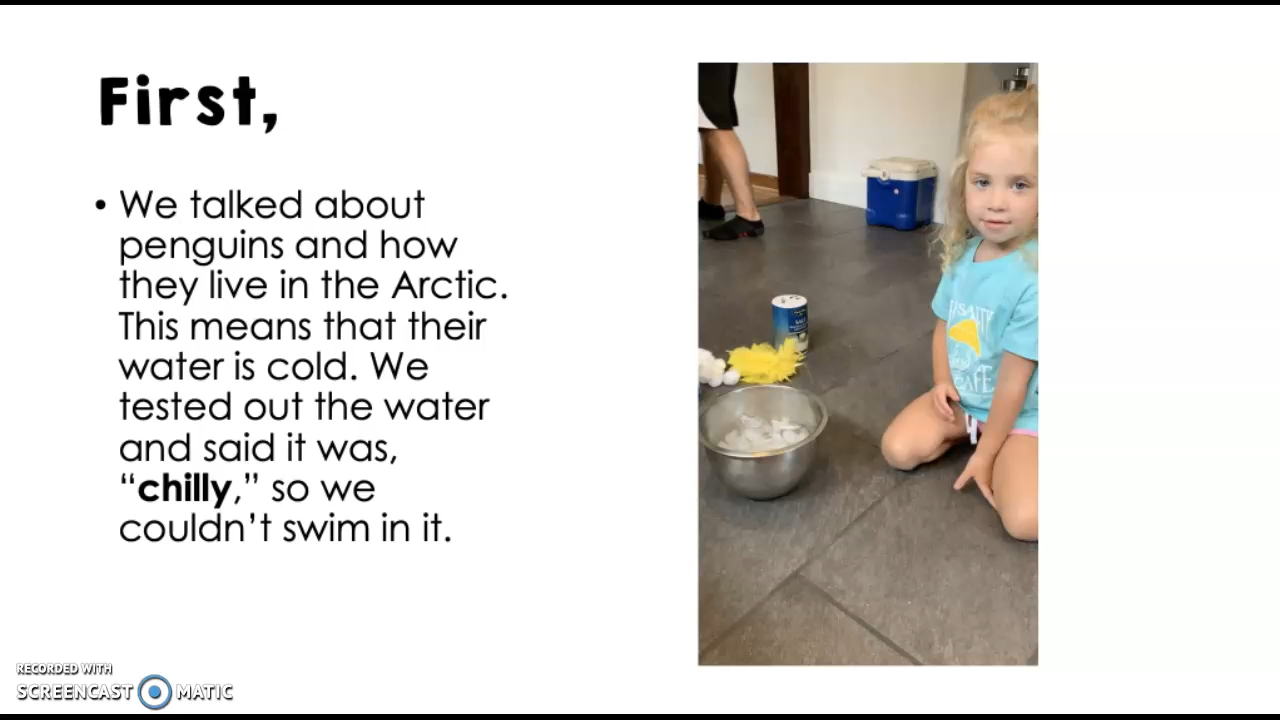 First,
• We talked about
penguins and how
they live in the Arctic.
This means that their
water is cold. We
tested out the water
and said it was,
“chilly,” so we
couldn’t swim in it.
SALT
RECORDED WITH
SCREENCAST MATIC